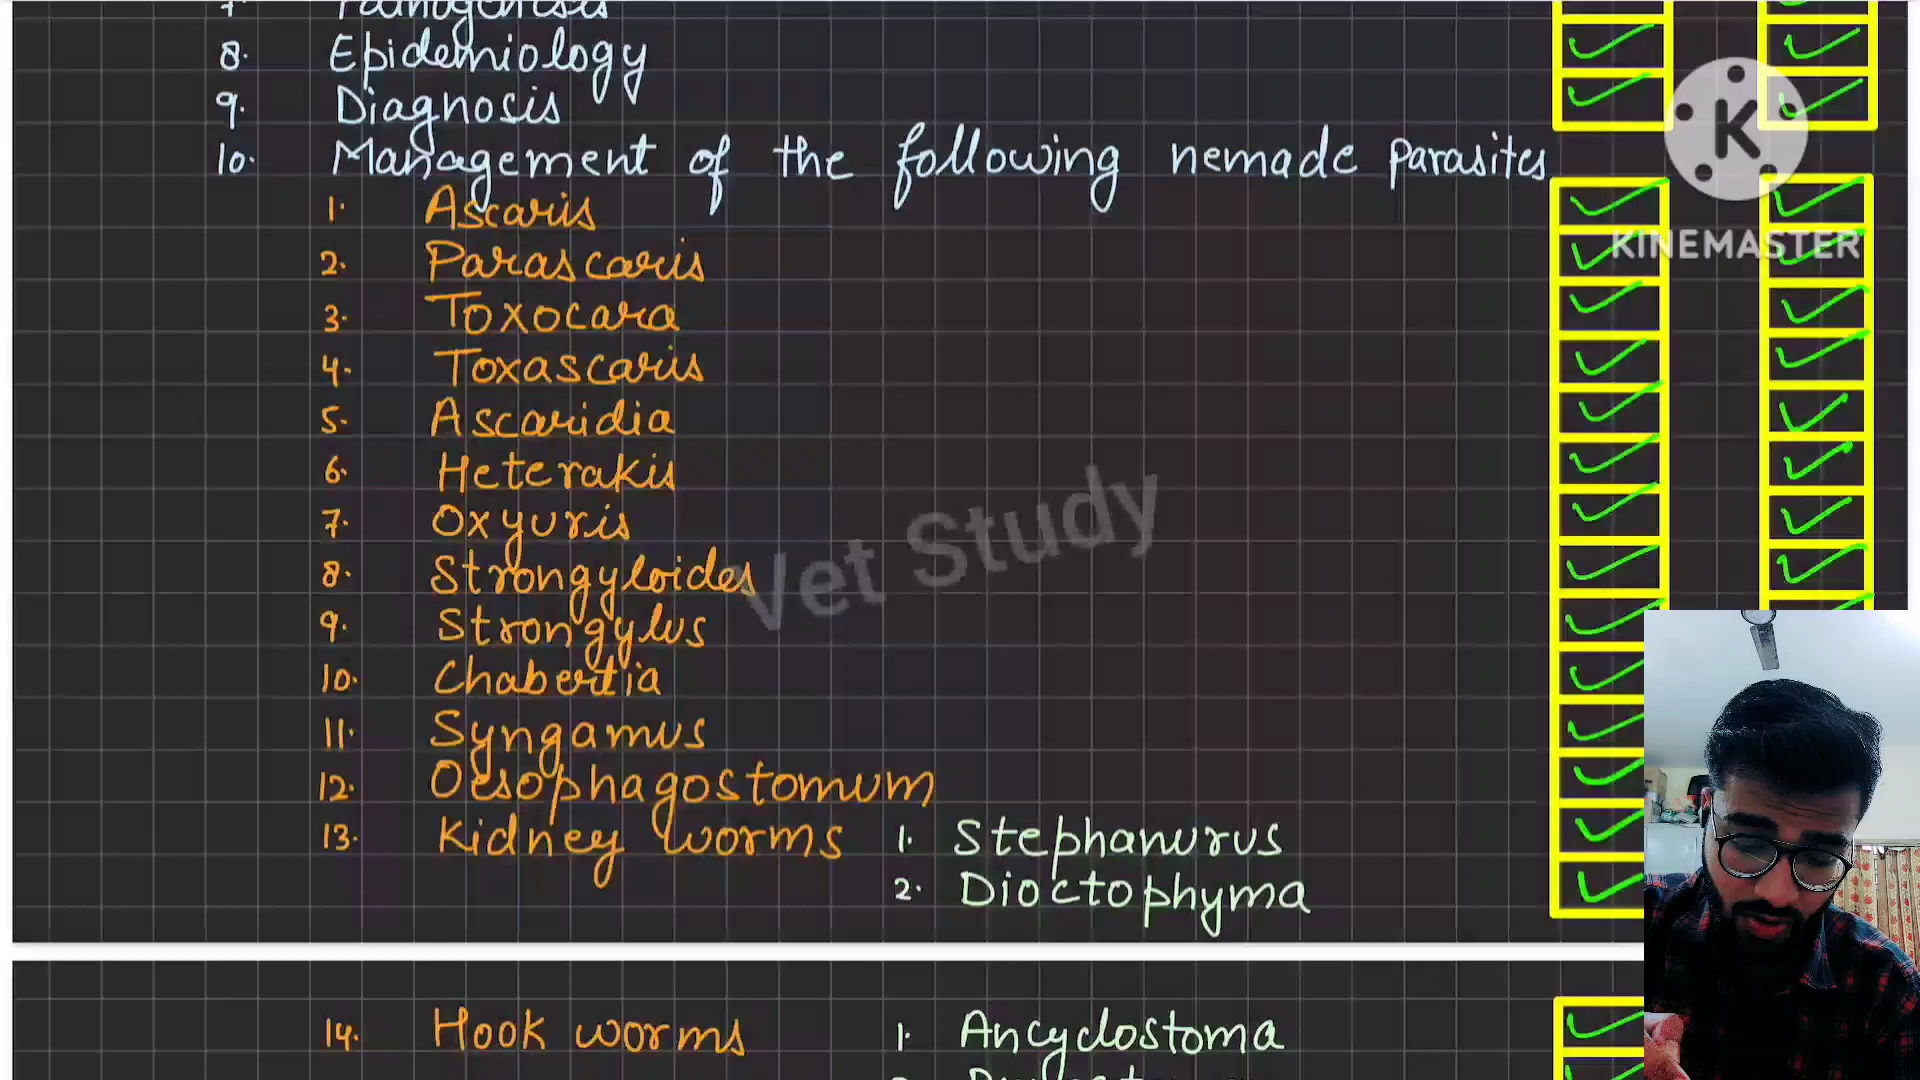 7. Pathogenesis
8. Epidemiology
9. Diagnosis
10. Management of the following nemade parasites
1. Ascaris
2. Parascaris
3. Toxocara
4. Toxascaris
5. Ascaridia
6. Heterakis
7. Oxyuris
8. Strongyloides
9. Strongylus
10. Chabertia
11. Syngamus
12. Oesophagostomum
13. Kidney worms 1. Stephanurus
2. Dioctophyma
14. Hook worms 1. Ancyclostoma
K
KINEMASTER
Vet Study